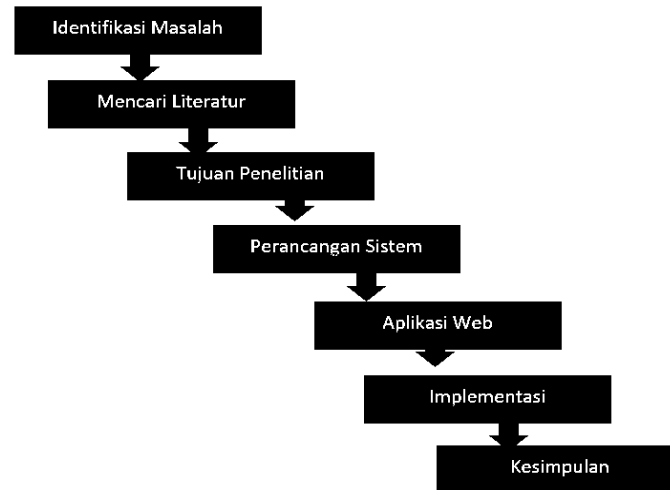 Identifikasi Masalah
Mencari Literatur
Tujuan Penelitian
Perancangan Sistem
Aplikasi Web
Implementasi
Kesimpulan